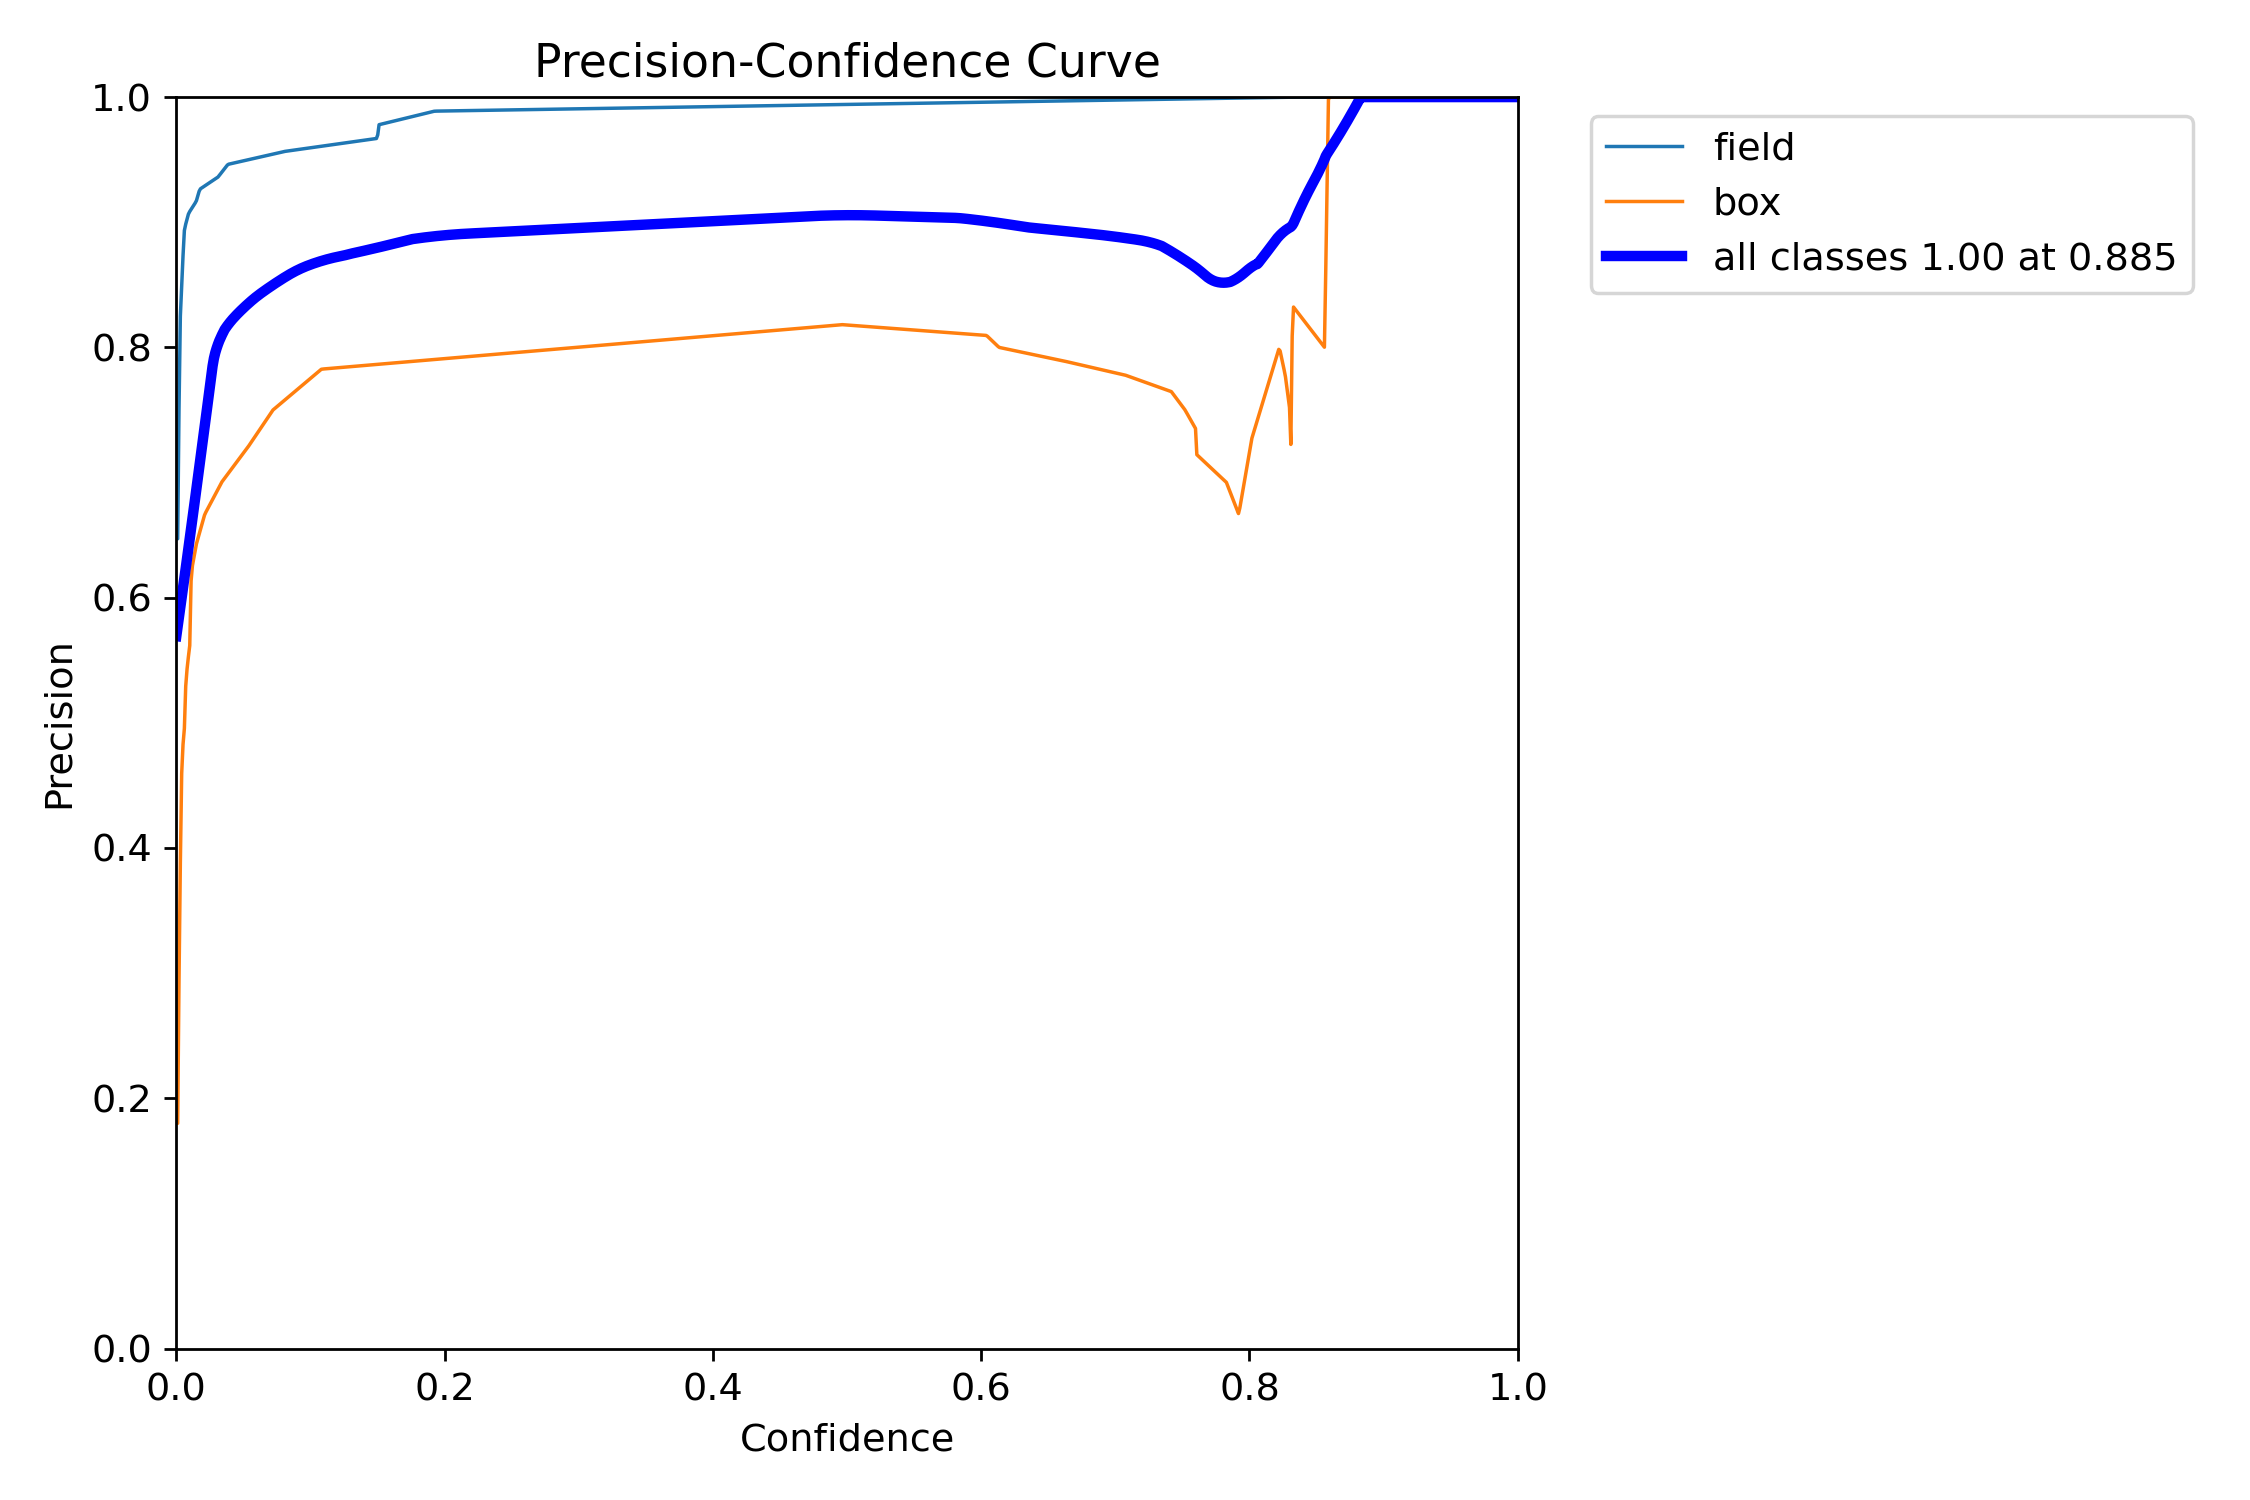 Precision-Confidence Curve
1.0
0.8
0.6
0.4
0.2
0.0
Precision
0.0 0.2 0.4 0.6 0.8 1.0
Confidence
field
box
all classes 1.00 at 0.885